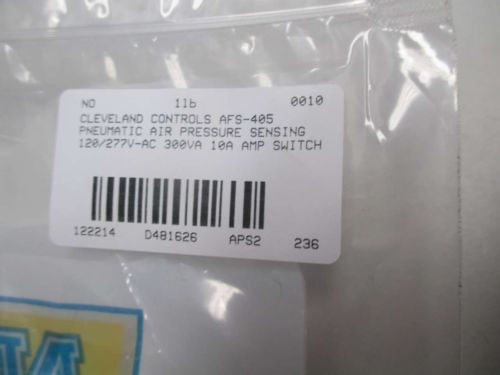 NO 1lb 0010
CLEVELAND CONTROLS AFS-405
PNEUMATIC AIR PRESSURE SENSING
120/277V-AC 300VA 10A AMP SWITCH
122214 D481626 APS2 236